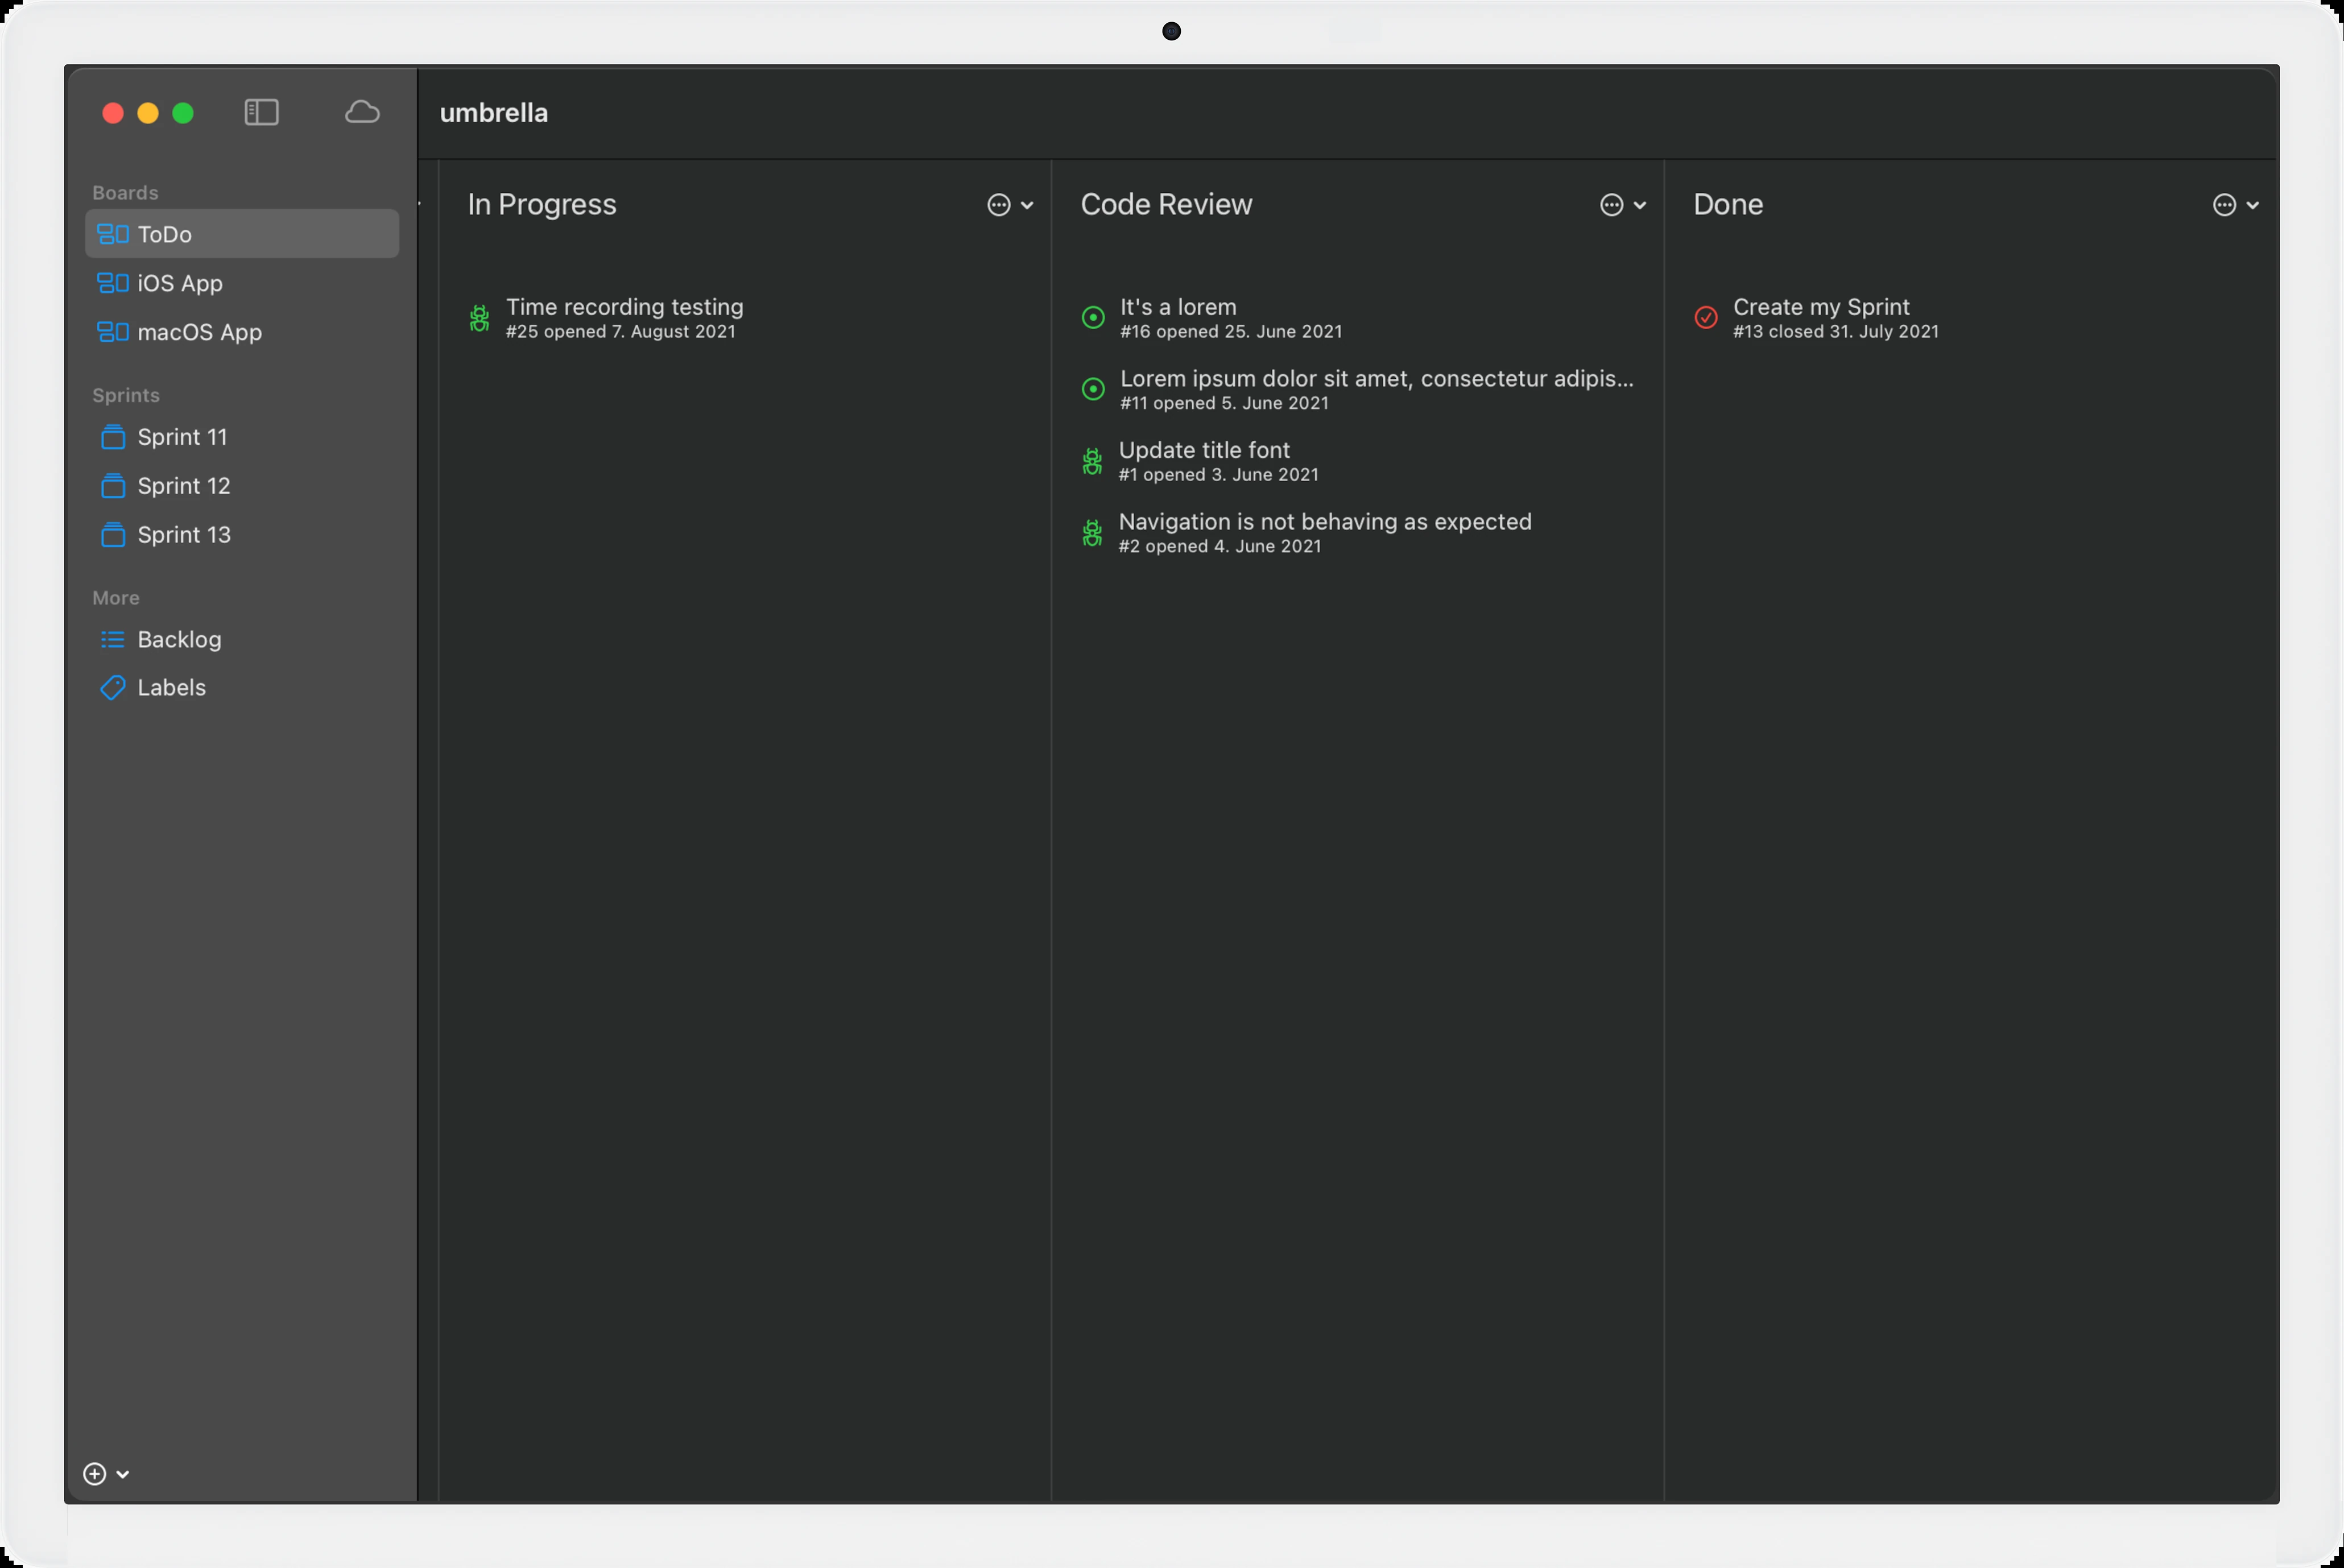 umbrella
Boards
ToDo
iOS App
macOS App
Sprints
Sprint 11
Sprint 12
Sprint 13
More
Backlog
Labels
In Progress
Time recording testing
#25 opened 7. August 2021
Code Review
It's a lorem
#16 opened 25. June 2021
Lorem ipsum dolor sit amet, consectetur adipis...
#11 opened 5. June 2021
Update title font
#1 opened 3. June 2021
Navigation is not behaving as expected
#2 opened 4. June 2021
Done
Create my Sprint
#13 closed 31. July 2021